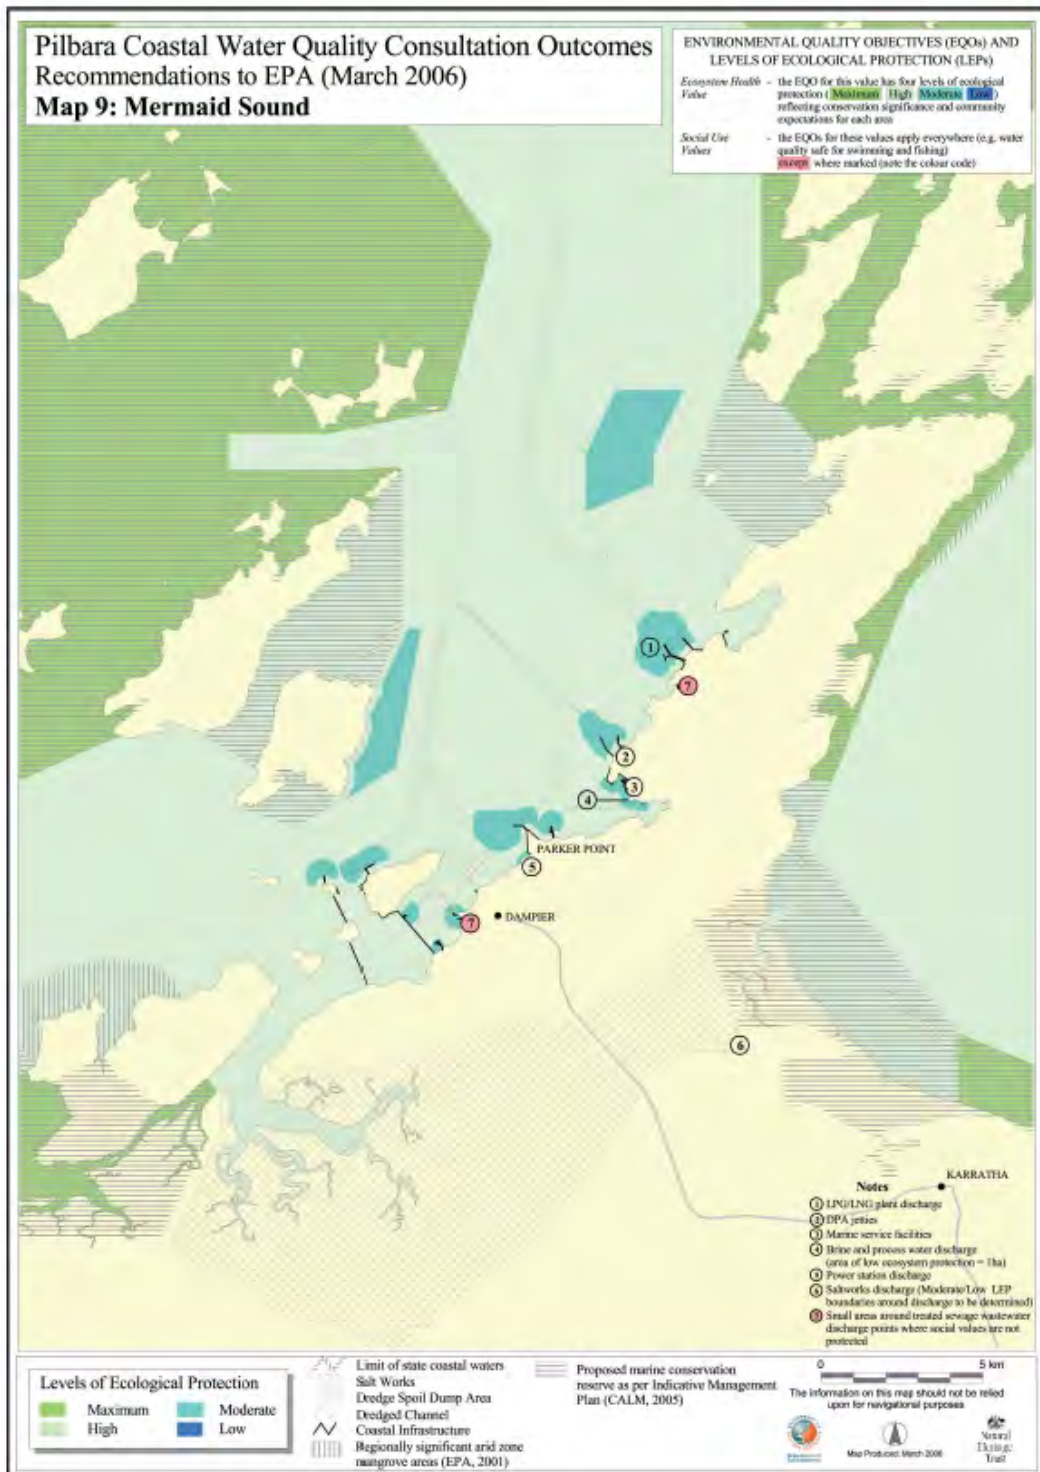 Pilbara Coastal Water Quality Consultation Outcomes
Recommendations to EPA (March 2006)
Map 9: Mermaid Sound
ENVIRONMENTAL QUALITY OBJECTIVES (EQOs) AND
LEVELS OF ECOLOGICAL PROTECTION (LEPs)
Ecosystem Health - the EQO for this value has four levels of ecological
Value protection ( Maximum High Moderate Low )
reflecting conservation significance and community
expectations for each area
Social Use - the EQOs for these values apply everywhere (e.g. water
Values quality safe for swimming and fishing)
except where marked (note the colour code)
1
7
2
3
4
PARKER POINT
5
7
DAMPIER
6
KARRATHA
Notes
1 LPG/LNG plant discharge
2 DPA jetties
3 Marine service facilities
4 Brine and process water discharge
(area of low ecosystem protection = 1ha)
5 Power station discharge
6 Saltworks discharge (Moderate/Low LEP
boundaries around discharge to be determined)
7 Small areas around treated sewage wastewater
discharge points where social values are not
protected
Levels of Ecological Protection
Maximum Moderate
High Low
Limit of state coastal waters
Salt Works
Dredge Spoil Dump Area
Dredged Channel
Coastal Infrastructure
Regionally significant arid zone
mangrove areas (EPA, 2001)
Proposed marine conservation
reserve as per Indicative Management
Plan (CALM, 2005)
0 5 km
The information on this map should not be relied
upon for navigational purposes
Map Produced: March 2006
Natural
Heritage
Trust